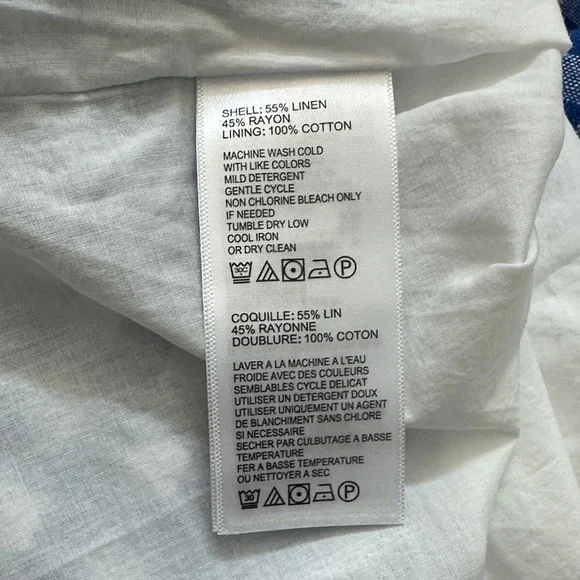 SHELL: 55% LINEN
45% RAYON
LINING: 100% COTTON
MACHINE WASH COLD
WITH LIKE COLORS
MILD DETERGENT
GENTLE CYCLE
NON CHLORINE BLEACH ONLY
IF NEEDED
TUMBLE DRY LOW
COOL IRON
OR DRY CLEAN
30C P
COQUILLE: 55% LIN
45% RAYONNE
DOUBLURE: 100% COTON
LAVER A LA MACHINE A L'EAU
FROIDE AVEC DES COULEURS
SEMBLABLES CYCLE DELICAT
UTILISER UN DETERGENT DOUX
UTILISER UNIQUEMENT UN AGENT
DE BLANCHIMENT SANS CHLORE
SI NECESSAIRE
SECHER PAR CULBUTAGE A BASSE
TEMPERATURE
FER A BASSE TEMPERATURE
OU NETTOYER A SEC
30 P